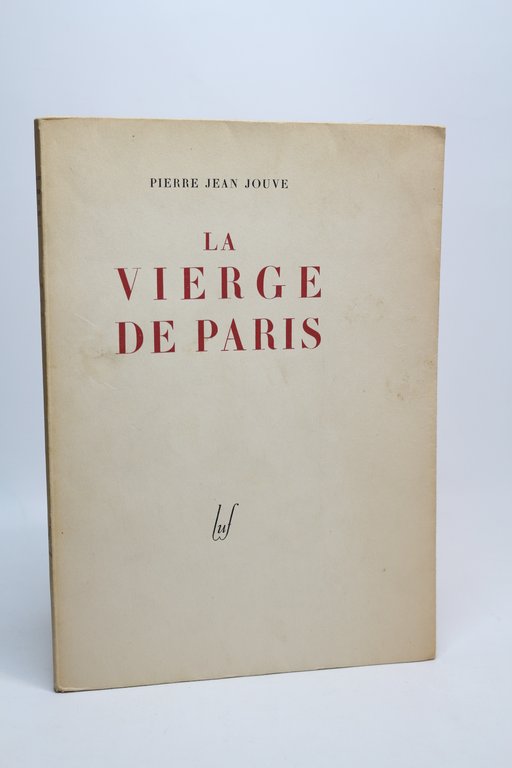 PIERRE JEAN JOUVE
LA
VIERGE
DE PARIS
luf